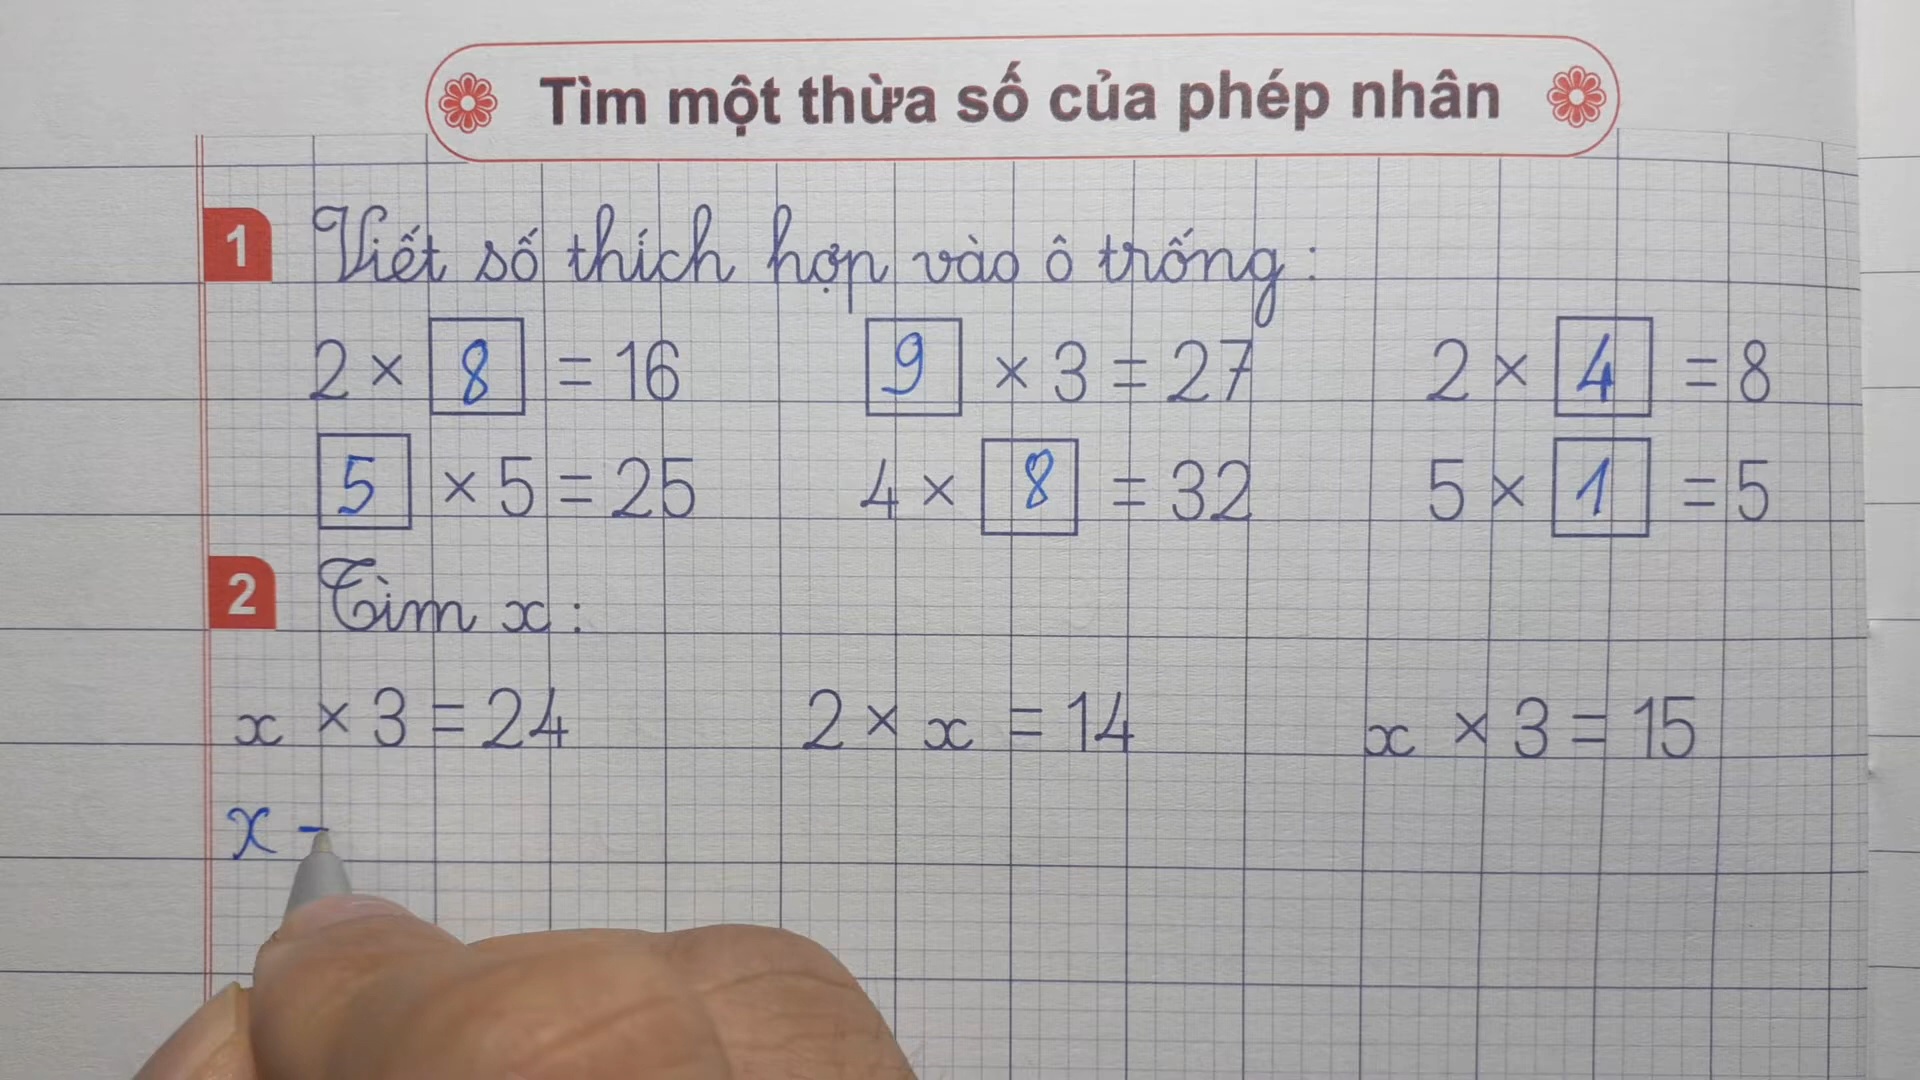 Tìm một thừa số của phép nhân
1 Viết số thích hợp vào ô trống:
2 × 8 = 16 9 × 3 = 27 2 × 4 = 8
5 × 5 = 25 4 × 8 = 32 5 × 1 = 5
2 Tìm x:
x × 3 = 24 2 × x = 14 x × 3 = 15
x -